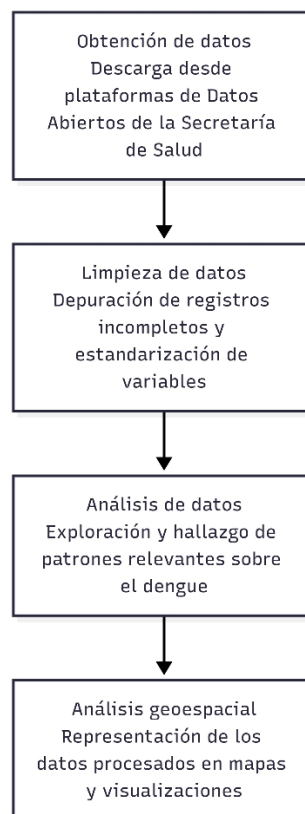 Obtención de datos
Descarga desde
plataformas de Datos
Abiertos de la Secretaría
de Salud
Limpieza de datos
Depuración de registros
incompletos y
estandarización de
variables
Análisis de datos
Exploración y hallazgo de
patrones relevantes sobre
el dengue
Análisis geoespacial
Representación de los
datos procesados en mapas
y visualizaciones